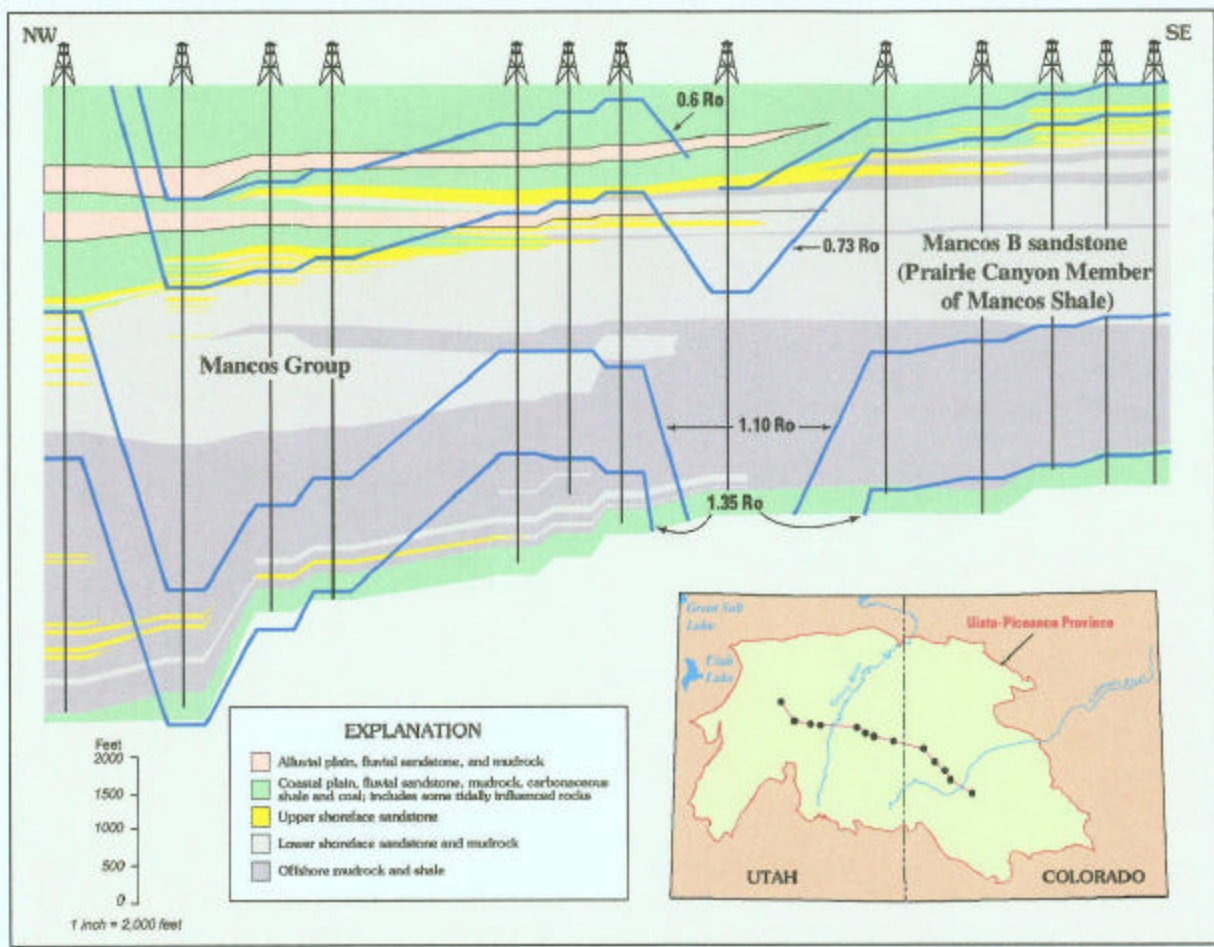 NW
SE
0.6 Ro
0.73 Ro
Mancos B sandstone
(Prairie Canyon Member
of Mancos Shale)
Mancos Group
1.10 Ro
1.35 Ro
Great Salt
Lake
Utah
Lake
Uinta-Piceance Province
UTAH
COLORADO
EXPLANATION
Alluvial plain, fluvial sandstone, and mudrock
Coastal plain, fluvial sandstone, mudrock, carbonaceous
shale and coal; includes some tidally influenced rocks
Upper shoreface sandstone
Lower shoreface sandstone and mudrock
Offshore mudrock and shale
Feet
2000
1500
1000
500
0
1 inch = 2,000 feet